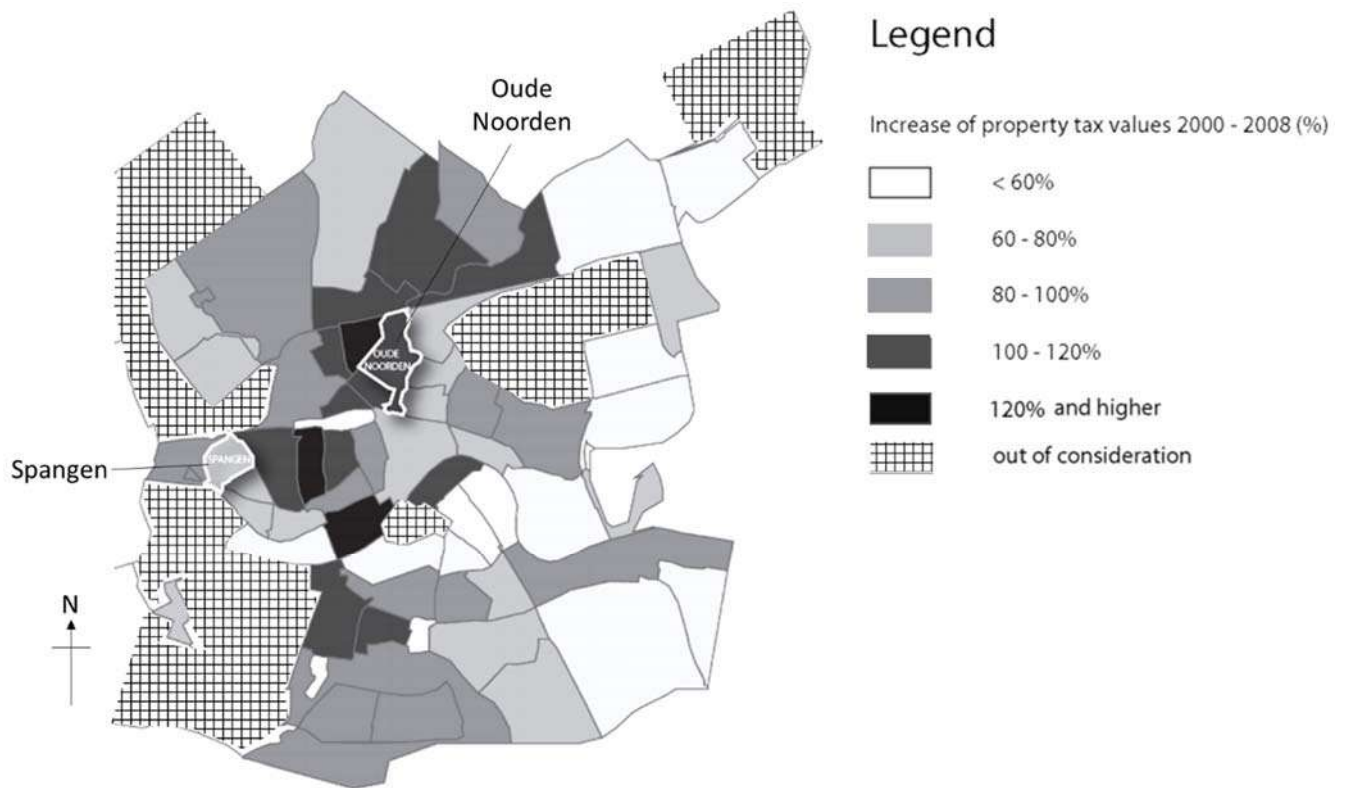 Legend
Oude
Noorden
Increase of property tax values 2000 - 2008 (%)
< 60%
60 - 80%
80 - 100%
100 - 120%
120% and higher
out of consideration
OUDE
NOORDEN
Spangen
SPANGEN
N